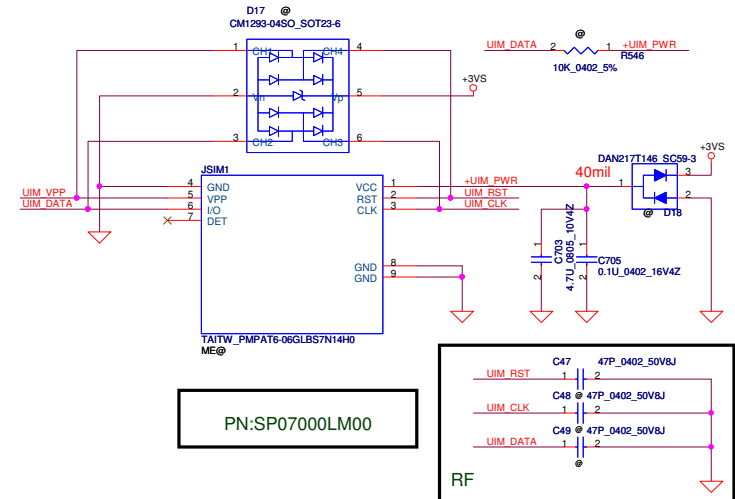 D17 @
CM1293-04SO_SOT23-6
1 CH1 CH4 4
2 Vn Vp 5
3 CH2 CH3 6
+3VS
@
UIM_DATA 2 1 +UIM_PWR
R546
10K_0402_5%
JSIM1
UIM_VPP
UIM_DATA
4 GND
5 VPP
6 I/O
7 DET
VCC 1 +UIM_PWR
RST 2 UIM_RST
CLK 3 UIM_CLK
GND 8
GND 9
TAITW_PMPAT6-06GLBS7N14H0
ME@
40mil
DAN217T146_SC59-3
+3VS
1
3
2
@ D18
1 2
C703
4.7U_0805_10V4Z
1 2
C705
0.1U_0402_16V4Z
PN:SP07000LM00
C47 47P_0402_50V8J
UIM_RST 1 2
C48 @ 47P_0402_50V8J
UIM_CLK 1 2
C49 @ 47P_0402_50V8J
UIM_DATA 1 2
@
RF